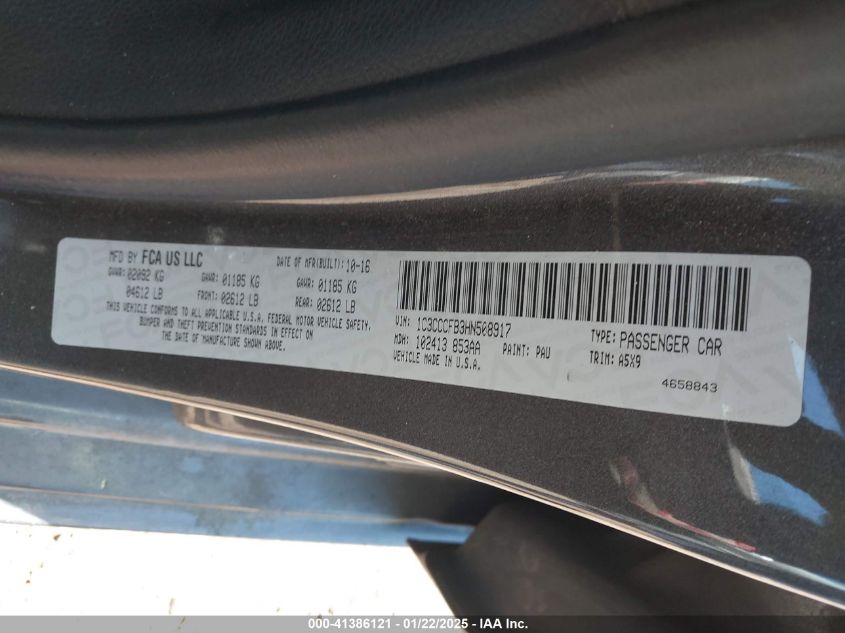 MFD BY FCA US LLC DATE OF MFR(BUILT): 10-16
GVWR: 02092 KG GAWR: 01185 KG GAWR: 01185 KG
04612 LB FRONT: 02612 LB REAR: 02612 LB
THIS VEHICLE CONFORMS TO ALL APPLICABLE U.S.A. FEDERAL MOTOR VEHICLE SAFETY,
BUMPER AND THEFT PREVENTION STANDARDS IN EFFECT ON
THE DATE OF MANUFACTURE SHOWN ABOVE.
VIN: 1C3CCCFB3HN508917 TYPE: PASSENGER CAR
MDH: 102413 853AA PAINT: PAU TRIM: A5X9
VEHICLE MADE IN U.S.A.
4658843
000-41386121 - 01/22/2025 - IAA Inc.